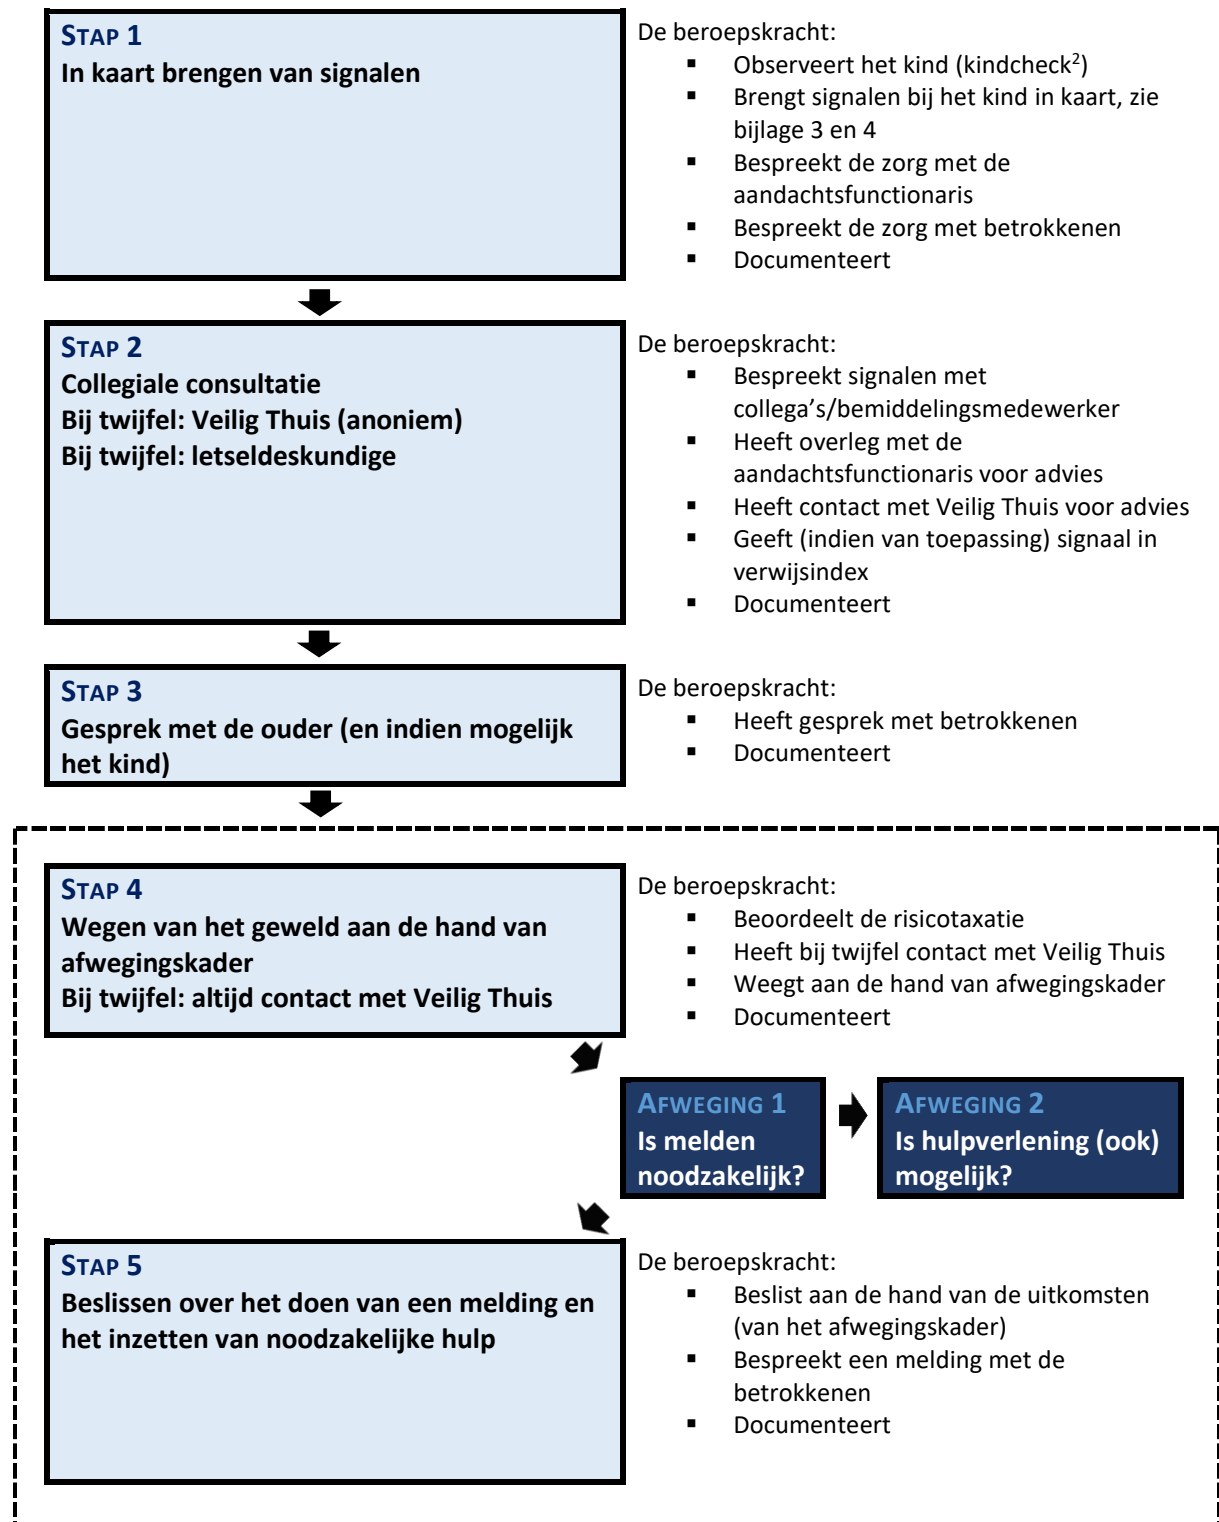 STAP 1
In kaart brengen van signalen
De beroepskracht:
▪ Observeert het kind (kindcheck²)
▪ Brengt signalen bij het kind in kaart, zie
bijlage 3 en 4
▪ Bespreekt de zorg met de
aandachtsfunctionaris
▪ Bespreekt de zorg met betrokkenen
▪ Documenteert
STAP 2
Collegiale consultatie
Bij twijfel: Veilig Thuis (anoniem)
Bij twijfel: letseldeskundige
De beroepskracht:
▪ Bespreekt signalen met
collega’s/bemiddelingsmedewerker
▪ Heeft overleg met de
aandachtsfunctionaris voor advies
▪ Heeft contact met Veilig Thuis voor advies
▪ Geeft (indien van toepassing) signaal in
verwijsindex
▪ Documenteert
STAP 3
Gesprek met de ouder (en indien mogelijk
het kind)
De beroepskracht:
▪ Heeft gesprek met betrokkenen
▪ Documenteert
STAP 4
Wegen van het geweld aan de hand van
afwegingskader
Bij twijfel: altijd contact met Veilig Thuis
De beroepskracht:
▪ Beoordeelt de risicotaxatie
▪ Heeft bij twijfel contact met Veilig Thuis
▪ Weegt aan de hand van afwegingskader
▪ Documenteert
AFWEGING 1
Is melden
noodzakelijk?
AFWEGING 2
Is hulpverlening (ook)
mogelijk?
STAP 5
Beslissen over het doen van een melding en
het inzetten van noodzakelijke hulp
De beroepskracht:
▪ Beslist aan de hand van de uitkomsten
(van het afwegingskader)
▪ Bespreekt een melding met de
betrokkenen
▪ Documenteert